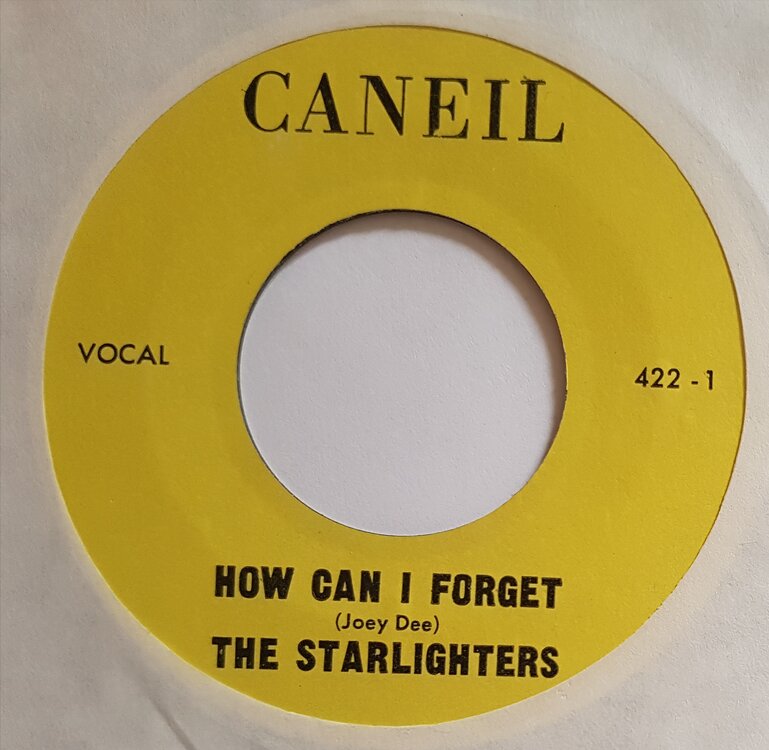 CANEIL
VOCAL
422 - 1
HOW CAN I FORGET
(Joey Dee)
THE STARLIGHTERS